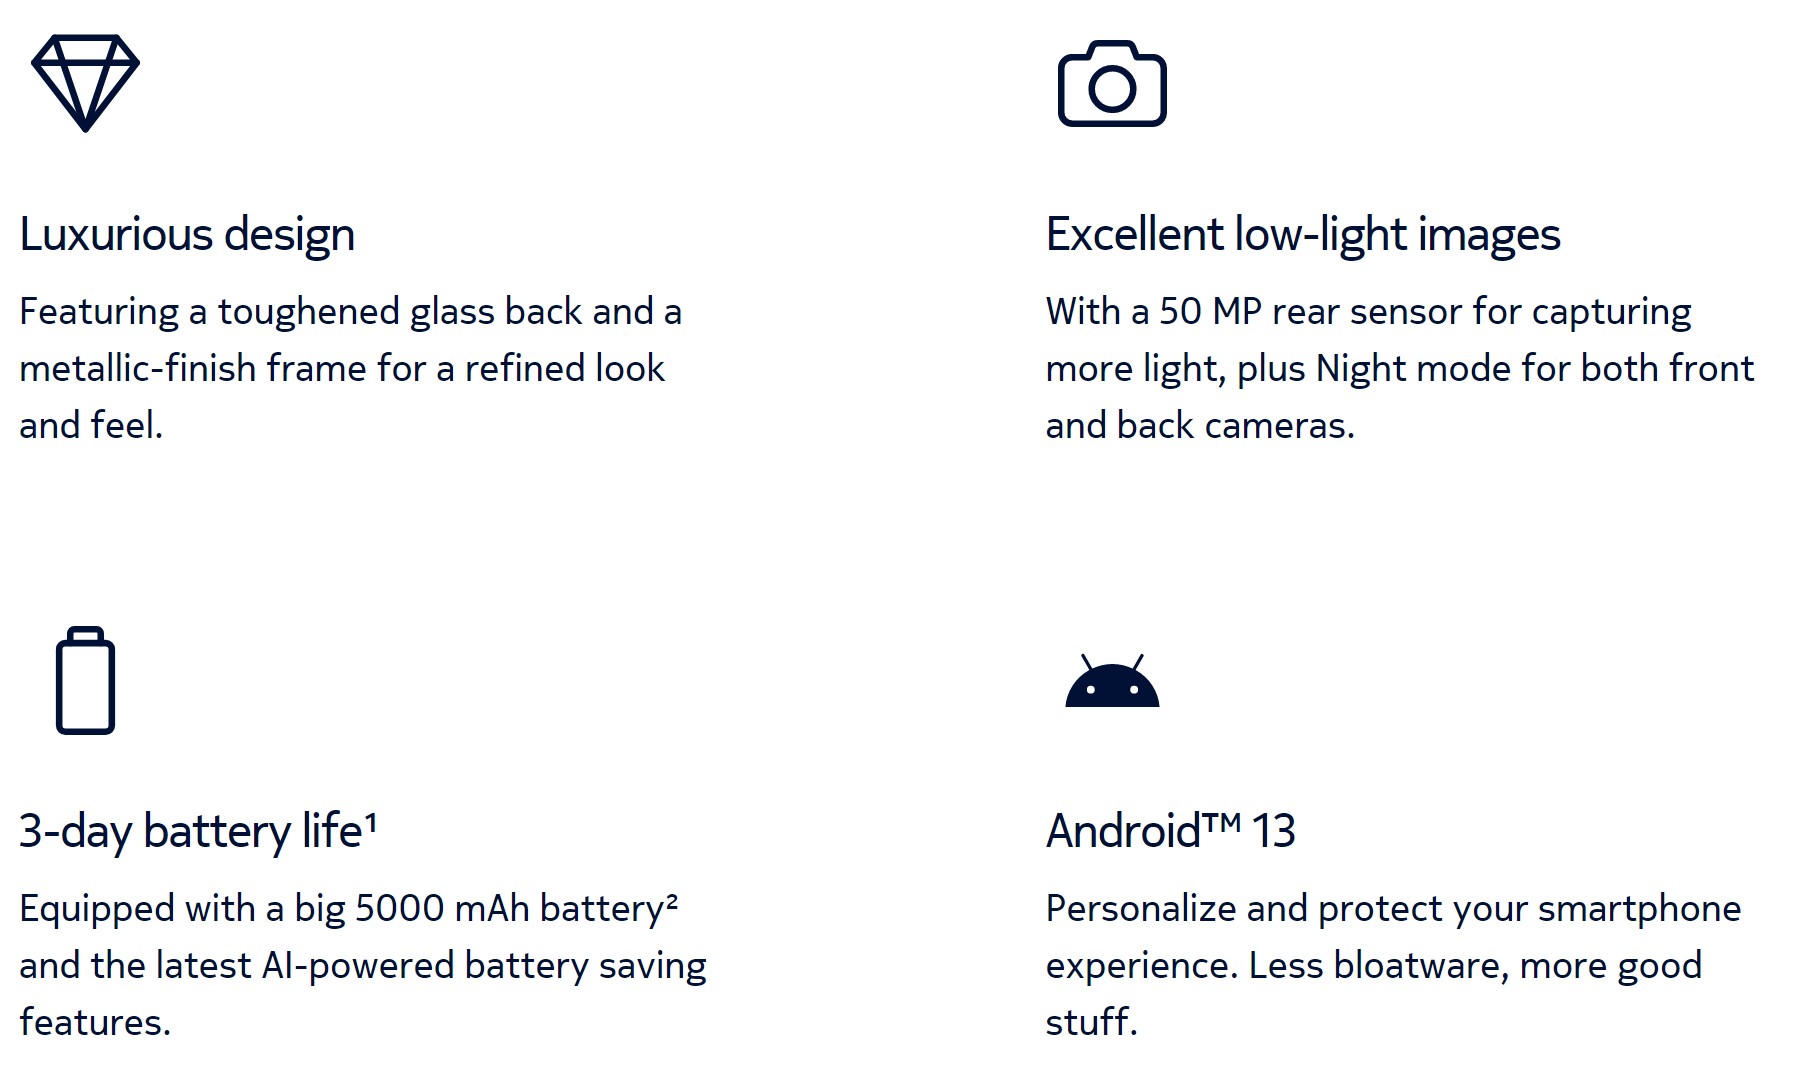 Luxurious design
Featuring a toughened glass back and a
metallic-finish frame for a refined look
and feel.
Excellent low-light images
With a 50 MP rear sensor for capturing
more light, plus Night mode for both front
and back cameras.
3-day battery life¹
Equipped with a big 5000 mAh battery²
and the latest AI-powered battery saving
features.
Android™ 13
Personalize and protect your smartphone
experience. Less bloatware, more good
stuff.